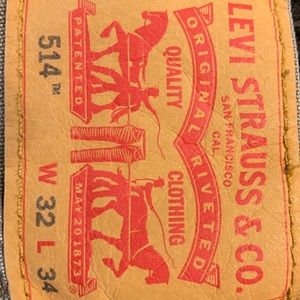 LEVI STRAUSS & CO.
SAN FRANCISCO
CAL
ORIGINAL RIVETED
QUALITY
CLOTHING
PATENTED
MAY 20 1873
®
514™
W 32 L 34